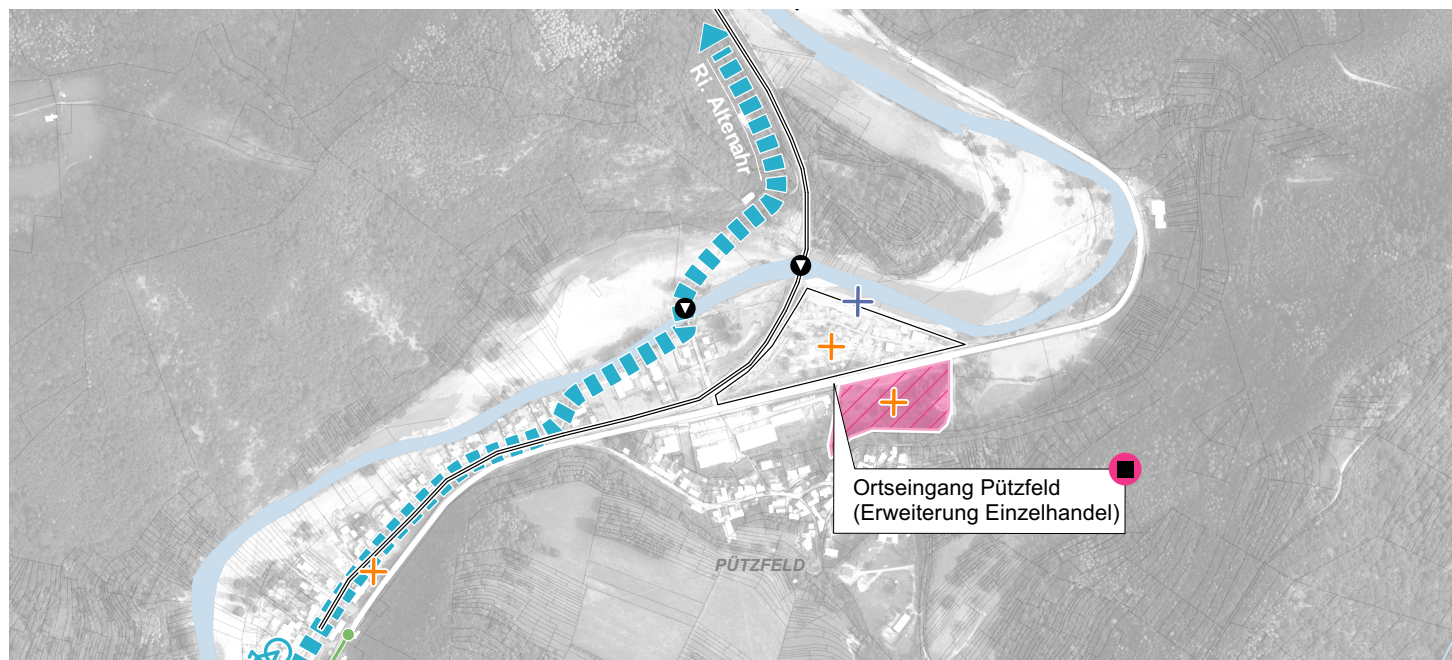 Ri. Altenahr
Ortseingang Pützfeld
(Erweiterung Einzelhandel)
PÜTZFELD